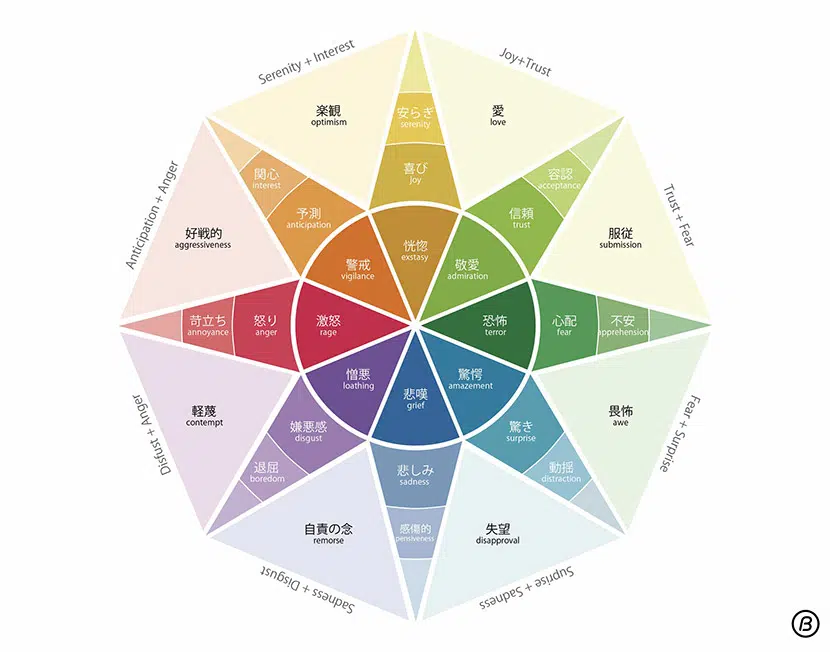 Serenity + Interest
Joy+Trust
楽観
optimism
安らぎ
serenity
愛
love
関心
interest
喜び
joy
容認
acceptance
Anticipation + Anger
予測
anticipation
信頼
trust
Trust + Fear
好戦的
aggressiveness
恍惚
exstasy
服従
submission
警戒
vigilance
敬愛
admiration
苛立ち
annoyance
怒り
anger
激怒
rage
恐怖
terror
心配
fear
不安
apprehension
憎悪
loathing
悲嘆
grief
驚愕
amazement
軽蔑
contempt
畏怖
awe
嫌悪感
disgust
驚き
surprise
Disfust + Anger
Fear + Surprise
退屈
boredom
悲しみ
sadness
動揺
distraction
自責の念
remorse
感傷的
pensiveness
失望
disapproval
Sadness + Disgust
Suprise + Sadness
B